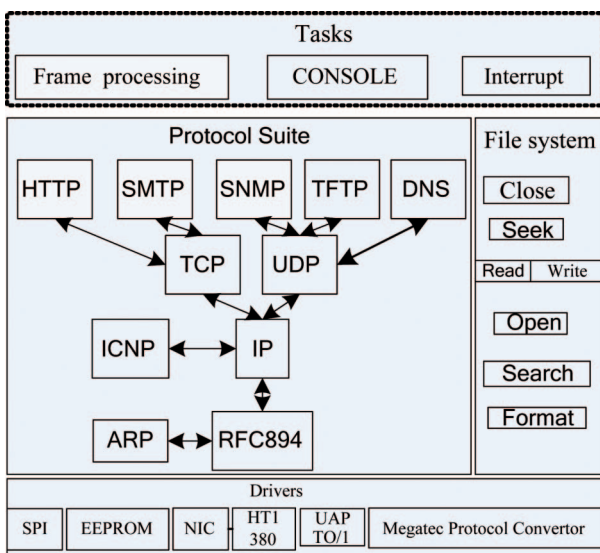 Tasks
Frame processing CONSOLE Interrupt
Protocol Suite
HTTP SMTP SNMP TFTP DNS
TCP UDP
ICNP IP
ARP RFC894
File system
Close
Seek
Read Write
Open
Search
Format
Drivers
SPI EEPROM NIC HT1 380 UAP TO/1 Megatec Protocol Convertor